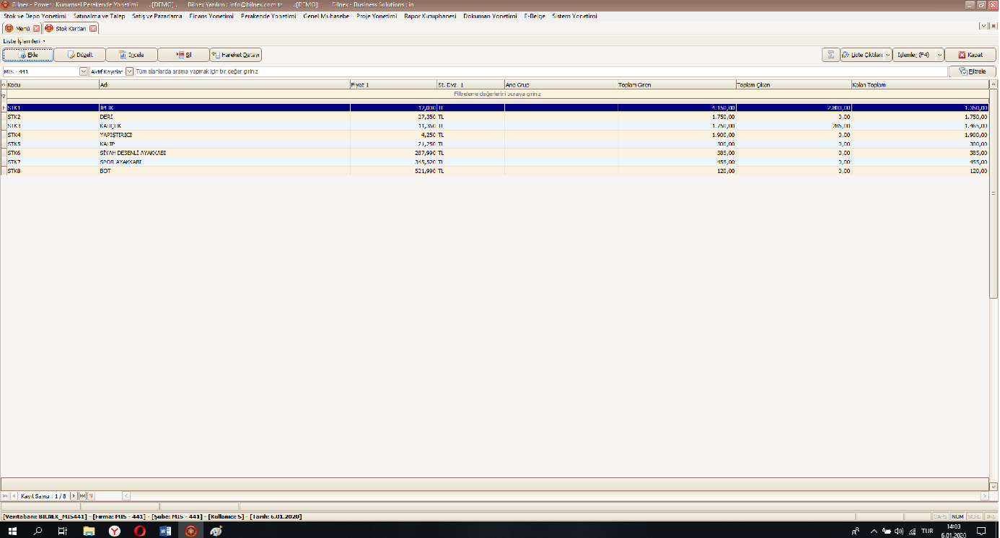 Bilnex - Power : Kurumsal Perakende Yönetimi .:[DEMO]:. Bilnex Yazılım : info@bilnex.com.tr .:[DEMO]:. Bilnex - Business Solutions ; in
Stok ve Depo Yönetimi Satınalma ve Talep Satış ve Pazarlama Finans Yönetimi Perakende Yönetimi Genel Muhasebe Proje Yönetimi Rapor Kutuphanesi Dokuman Yonetimi E-Belge Sistem Yönetimi
Menü Stok Kartları
Liste İşlemleri
Ekle Düzelt İncele Sil Hareket Detayı Σ Liste Çıktıları İşlemler (F4) Kapat
MIS - 441 Aktif Kayıtlar Tüm alanlarda arama yapmak için bir değer giriniz Filtrele
Kodu Adı Fiyat 1 St. Dvz. 1 Ana Grup Toplam Giren Toplam Çıkan Kalan Toplam
Filtreleme değerlerini buraya giriniz
STK1 İPLİK 12,000 TL 4.150,00 2.800,00 1.350,00
STK2 DERİ 27,350 TL 1.750,00 0,00 1.750,00
STK3 KAUÇUK 11,360 TL 1.750,00 285,00 1.465,00
STK4 YAPIŞTIRICI 4,250 TL 1.900,00 0,00 1.900,00
STK5 KALIP 21,250 TL 300,00 0,00 300,00
STK6 SİYAH DESENLİ AYAKKABI 287,990 TL 385,00 0,00 385,00
STK7 SPOR AYAKKABI 345,520 TL 455,00 0,00 455,00
STK8 BOT 521,990 TL 120,00 0,00 120,00
Kayıt Sayısı : 1 / 8
[Veritabanı: BILNEX_MIS441] - [Firma: MIS - 441] - [Şube: MIS - 441] - [Kullanıcı: S] - [Tarih: 6.01.2020] CAPS NUM SCRL INS
TUR 14:03
6.01.2020